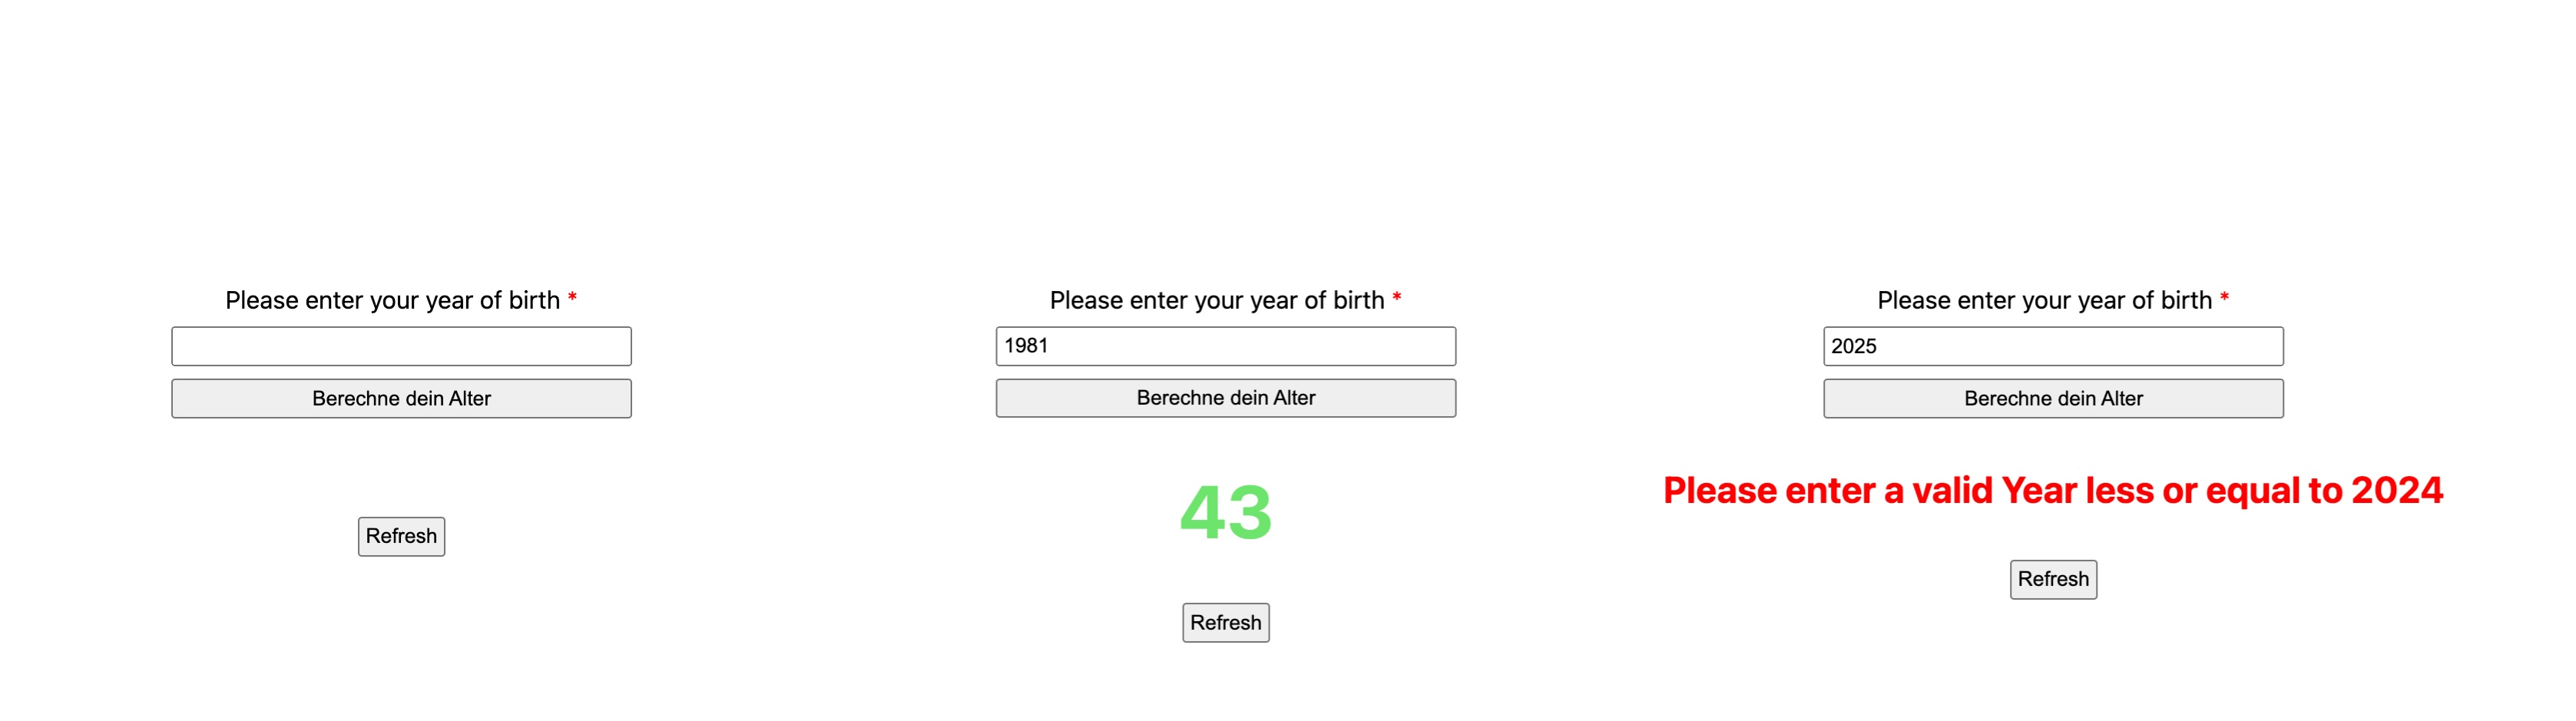 Please enter your year of birth *
Berechne dein Alter
Refresh
Please enter your year of birth *
1981
Berechne dein Alter
43
Refresh
Please enter your year of birth *
2025
Berechne dein Alter
Please enter a valid Year less or equal to 2024
Refresh